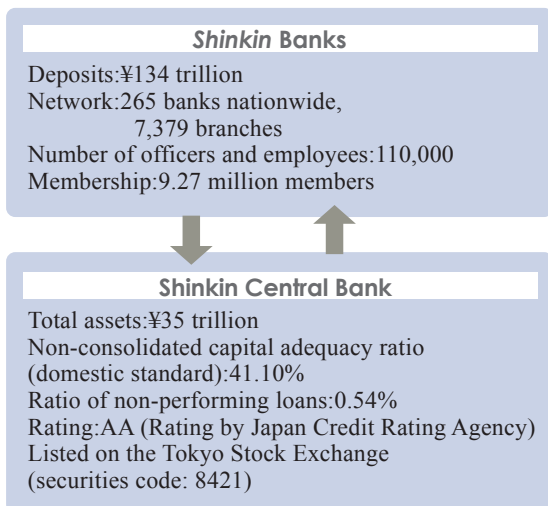 Shinkin Banks
Deposits:¥134 trillion
Network:265 banks nationwide,
7,379 branches
Number of officers and employees:110,000
Membership:9.27 million members
Shinkin Central Bank
Total assets:¥35 trillion
Non-consolidated capital adequacy ratio
(domestic standard):41.10%
Ratio of non-performing loans:0.54%
Rating:AA (Rating by Japan Credit Rating Agency)
Listed on the Tokyo Stock Exchange
(securities code: 8421)